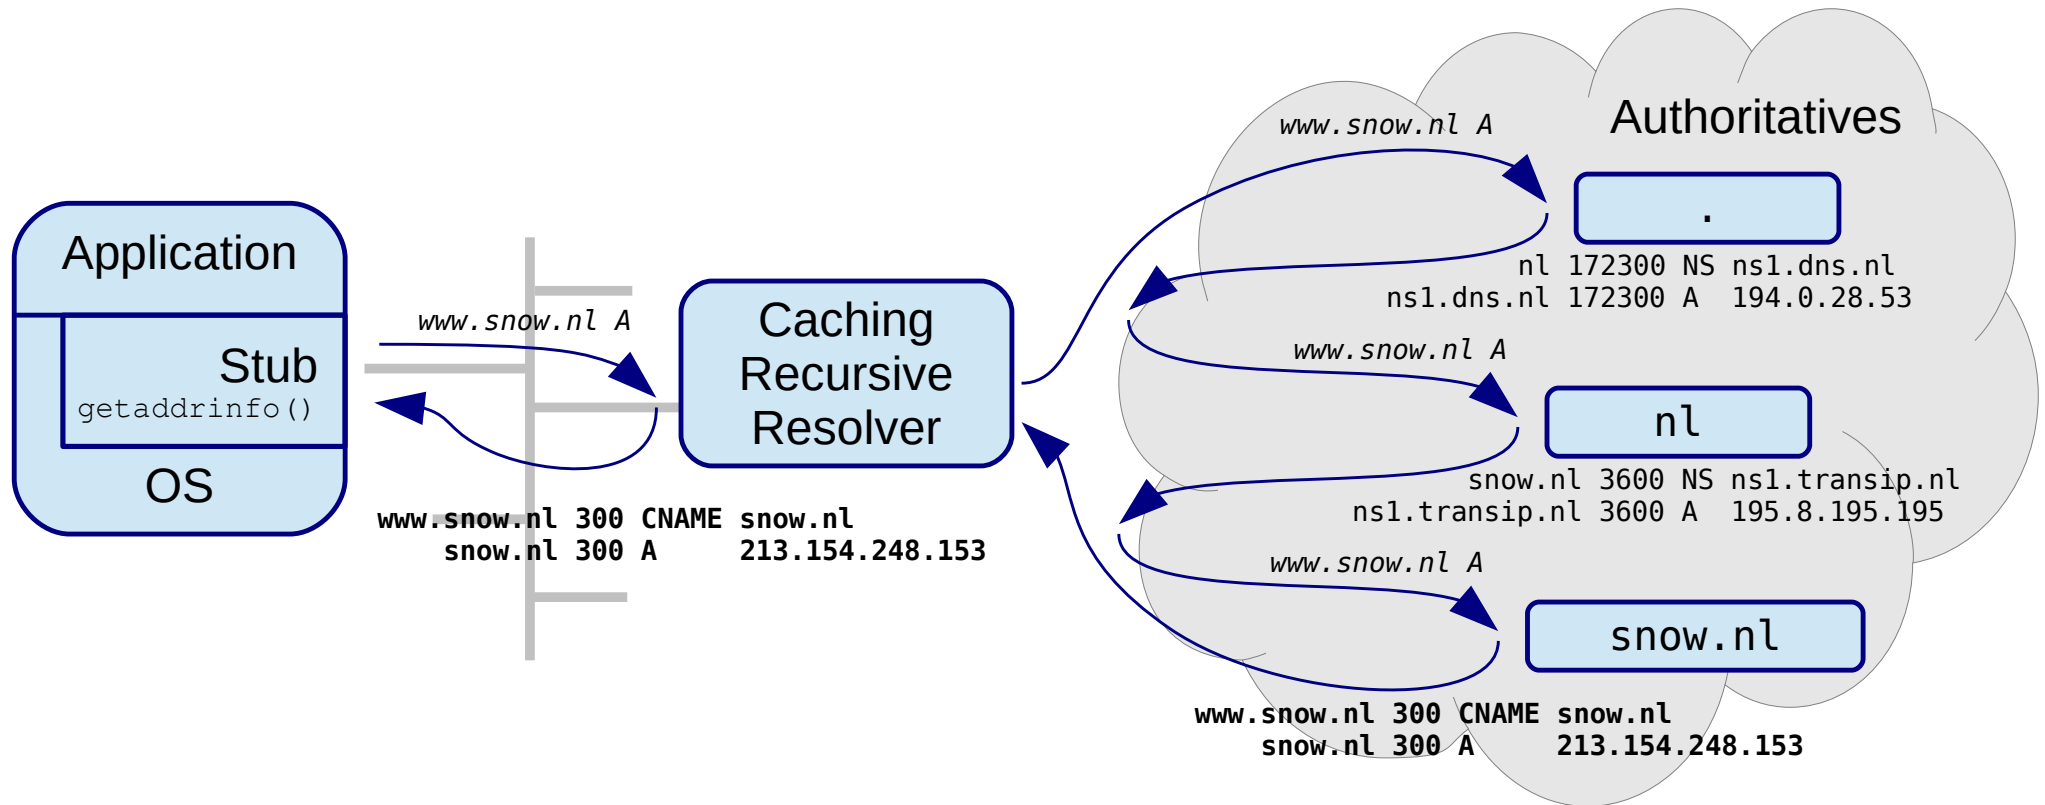 Application
Stub
getaddrinfo()
OS
www.snow.nl A
www.snow.nl 300 CNAME snow.nl
snow.nl 300 A 213.154.248.153
Caching
Recursive
Resolver
Authoritatives
www.snow.nl A
.
nl 172300 NS ns1.dns.nl
ns1.dns.nl 172300 A 194.0.28.53
www.snow.nl A
nl
snow.nl 3600 NS ns1.transip.nl
ns1.transip.nl 3600 A 195.8.195.195
www.snow.nl A
snow.nl
www.snow.nl 300 CNAME snow.nl
snow.nl 300 A 213.154.248.153